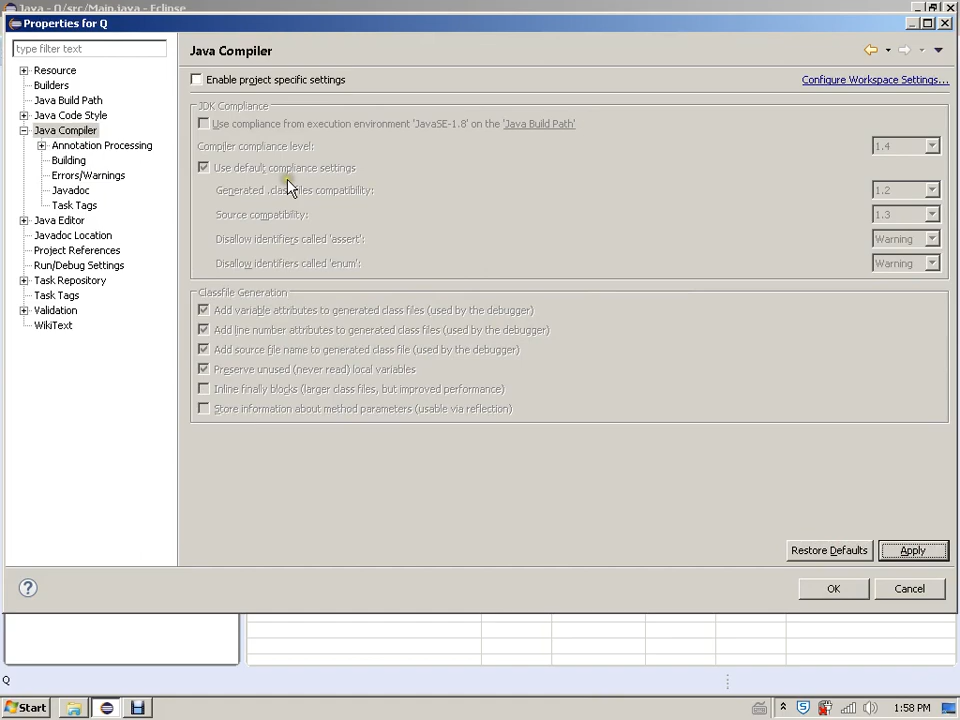 Java - Q/src/Main.java - Eclipse
Properties for Q
type filter text
Resource
Builders
Java Build Path
Java Code Style
Java Compiler
Annotation Processing
Building
Errors/Warnings
Javadoc
Task Tags
Java Editor
Javadoc Location
Project References
Run/Debug Settings
Task Repository
Task Tags
Validation
WikiText
Java Compiler
Enable project specific settings
Configure Workspace Settings...
JDK Compliance
Use compliance from execution environment 'JavaSE-1.8' on the 'Java Build Path'
Compiler compliance level: 1.4
Use default compliance settings
Generated .class files compatibility: 1.2
Source compatibility: 1.3
Disallow identifiers called 'assert': Warning
Disallow identifiers called 'enum': Warning
Classfile Generation
Add variable attributes to generated class files (used by the debugger)
Add line number attributes to generated class files (used by the debugger)
Add source file name to generated class file (used by the debugger)
Preserve unused (never read) local variables
Inline finally blocks (larger class files, but improved performance)
Store information about method parameters (usable via reflection)
Restore Defaults Apply
OK Cancel
Q
Start 1:58 PM